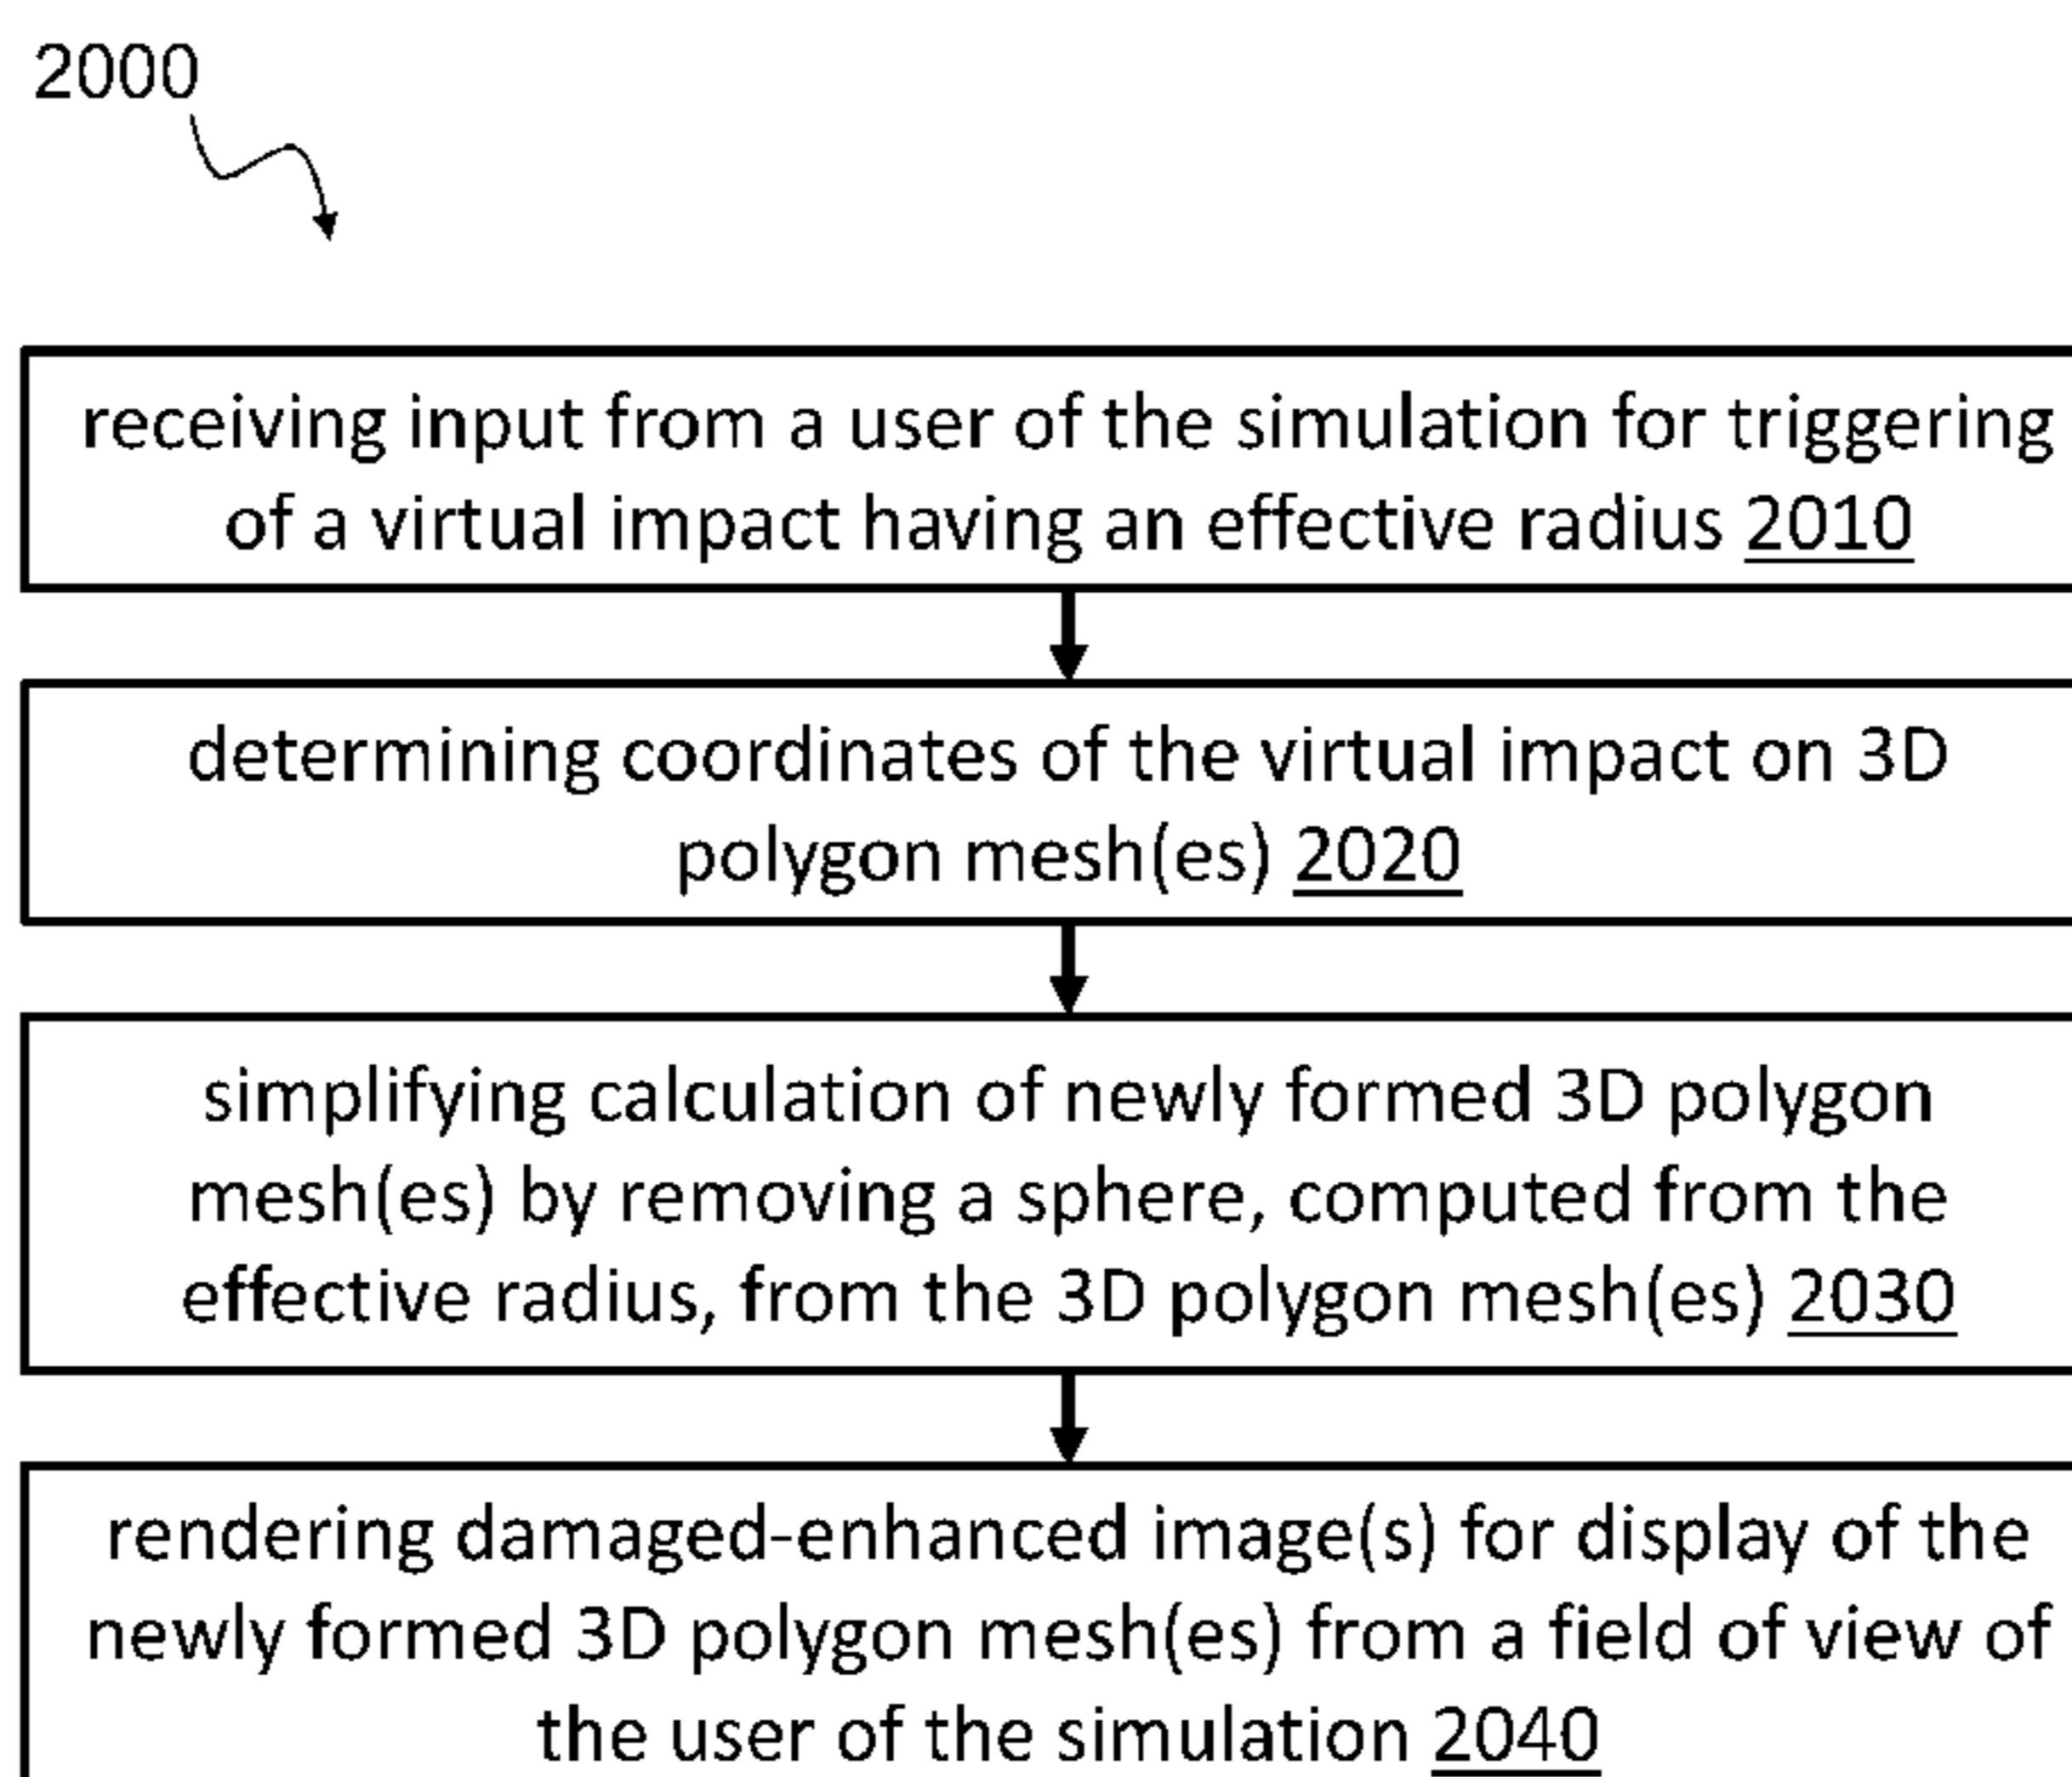 2000
receiving input from a user of the simulation for triggering
of a virtual impact having an effective radius 2010
determining coordinates of the virtual impact on 3D
polygon mesh(es) 2020
simplifying calculation of newly formed 3D polygon
mesh(es) by removing a sphere, computed from the
effective radius, from the 3D polygon mesh(es) 2030
rendering damaged-enhanced image(s) for display of the
newly formed 3D polygon mesh(es) from a field of view of
the user of the simulation 2040